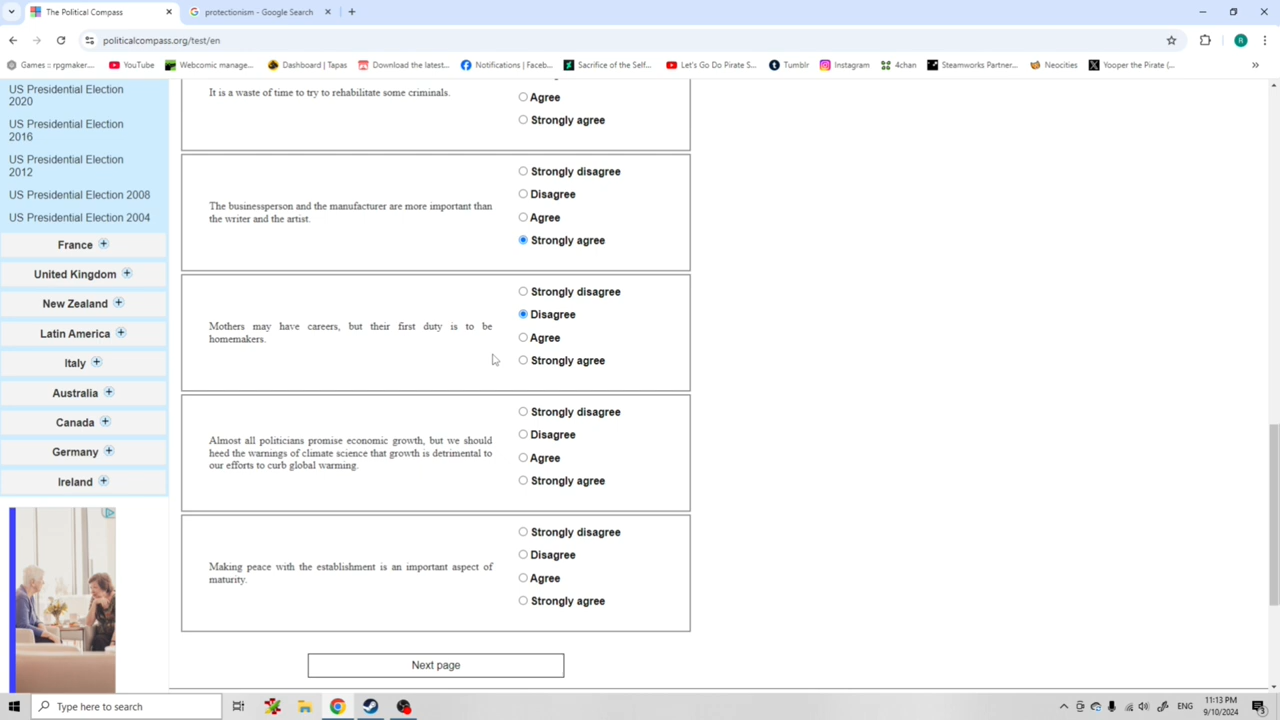 The Political Compass
protectionism - Google Search
politicalcompass.org/test/en
Games :: rpgmaker....
YouTube
Webcomic manage...
Dashboard | Tapas
Download the latest...
Notifications | Faceb...
Sacrifice of the Self...
Let's Go Do Pirate S...
Tumblr
Instagram
4chan
Steamworks Partner...
Neocities
Yooper the Pirate (...
US Presidential Election
2020
US Presidential Election
2016
US Presidential Election
2012
US Presidential Election 2008
US Presidential Election 2004
France
United Kingdom
New Zealand
Latin America
Italy
Australia
Canada
Germany
Ireland
It is a waste of time to try to rehabilitate some criminals.
Agree
Strongly agree
The businessperson and the manufacturer are more important than
the writer and the artist.
Strongly disagree
Disagree
Agree
Strongly agree
Mothers may have careers, but their first duty is to be
homemakers.
Strongly disagree
Disagree
Agree
Strongly agree
Almost all politicians promise economic growth, but we should
heed the warnings of climate science that growth is detrimental to
our efforts to curb global warming.
Strongly disagree
Disagree
Agree
Strongly agree
Making peace with the establishment is an important aspect of
maturity.
Strongly disagree
Disagree
Agree
Strongly agree
Next page
Type here to search
ENG
11:13 PM
9/10/2024